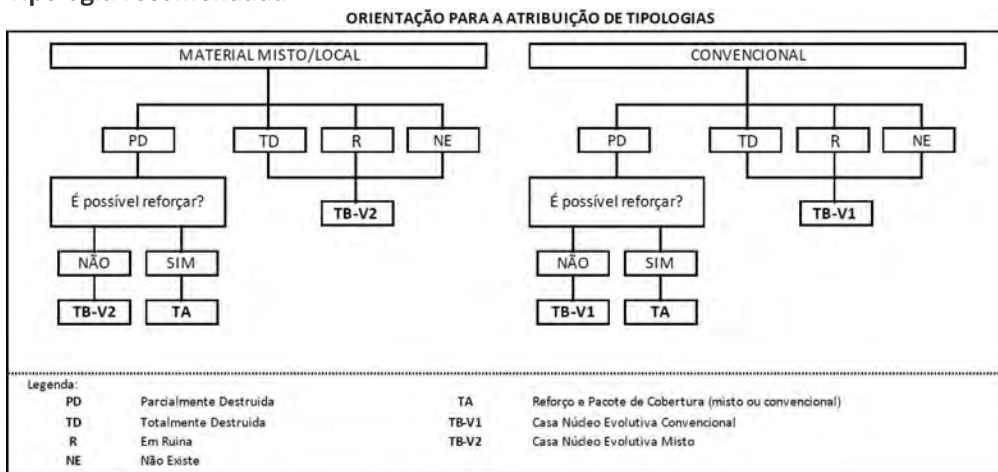 Tipologia recomendada
ORIENTAÇÃO PARA A ATRIBUIÇÃO DE TIPOLOGIAS
MATERIAL MISTO/LOCAL
PD
TD
R
NE
É possível reforçar?
TB-V2
NÃO
SIM
TB-V2
TA
CONVENCIONAL
PD
TD
R
NE
É possível reforçar?
TB-V1
NÃO
SIM
TB-V1
TA
Legenda:
PD Parcialmente Destruida
TD Totalmente Destruida
R Em Ruina
NE Não Existe
TA Reforço e Pacote de Cobertura (misto ou convencional)
TB-V1 Casa Núcleo Evolutiva Convencional
TB-V2 Casa Núcleo Evolutiva Misto